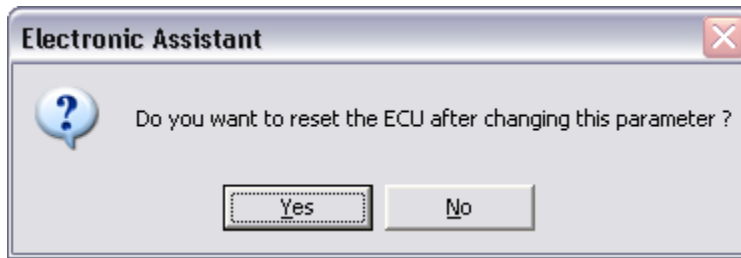 Electronic Assistant
Do you want to reset the ECU after changing this parameter ?
Yes No